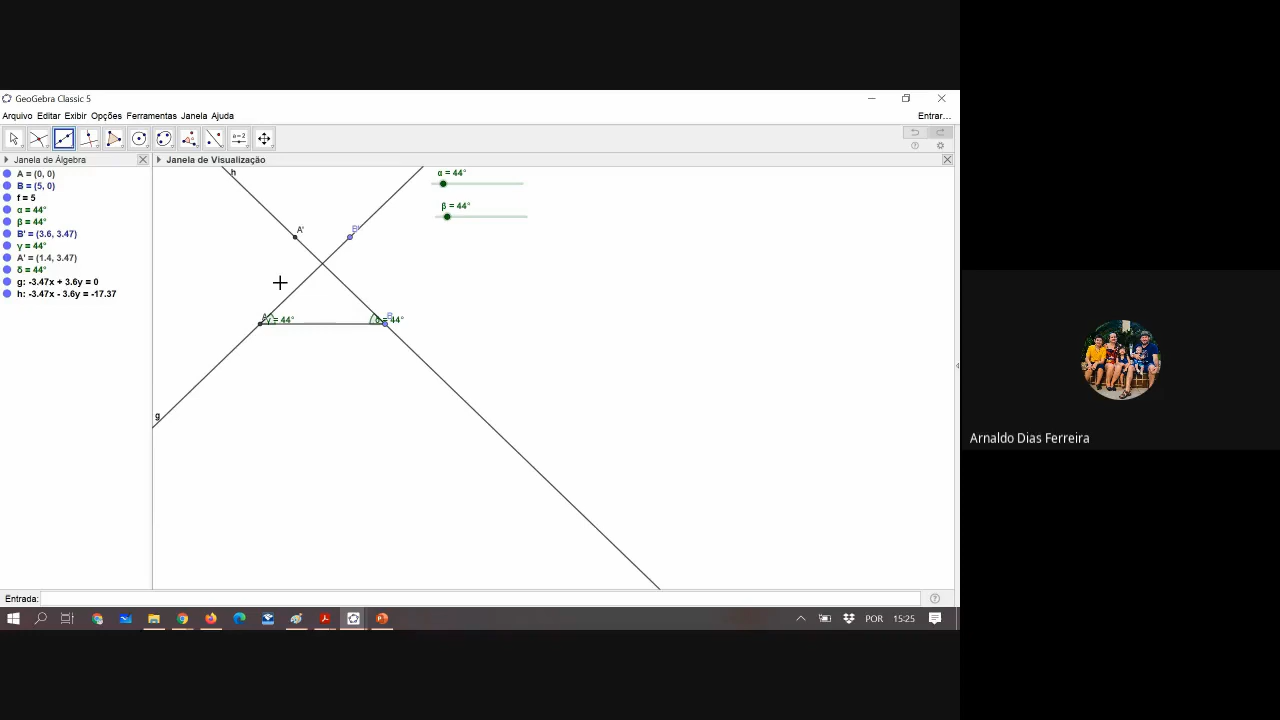 GeoGebra Classic 5
Arquivo Editar Exibir Opções Ferramentas Janela Ajuda
Entrar…
a=2
Janela de Álgebra
Janela de Visualização
A = (0, 0)
B = (5, 0)
f = 5
α = 44°
β = 44°
B' = (3.6, 3.47)
γ = 44°
A' = (1.4, 3.47)
δ = 44°
g: -3.47x + 3.6y = 0
h: -3.47x - 3.6y = -17.37
h
α = 44°
β = 44°
A'
B'
A
γ = 44°
B
δ = 44°
g
Arnaldo Dias Ferreira
Entrada:
POR
15:25